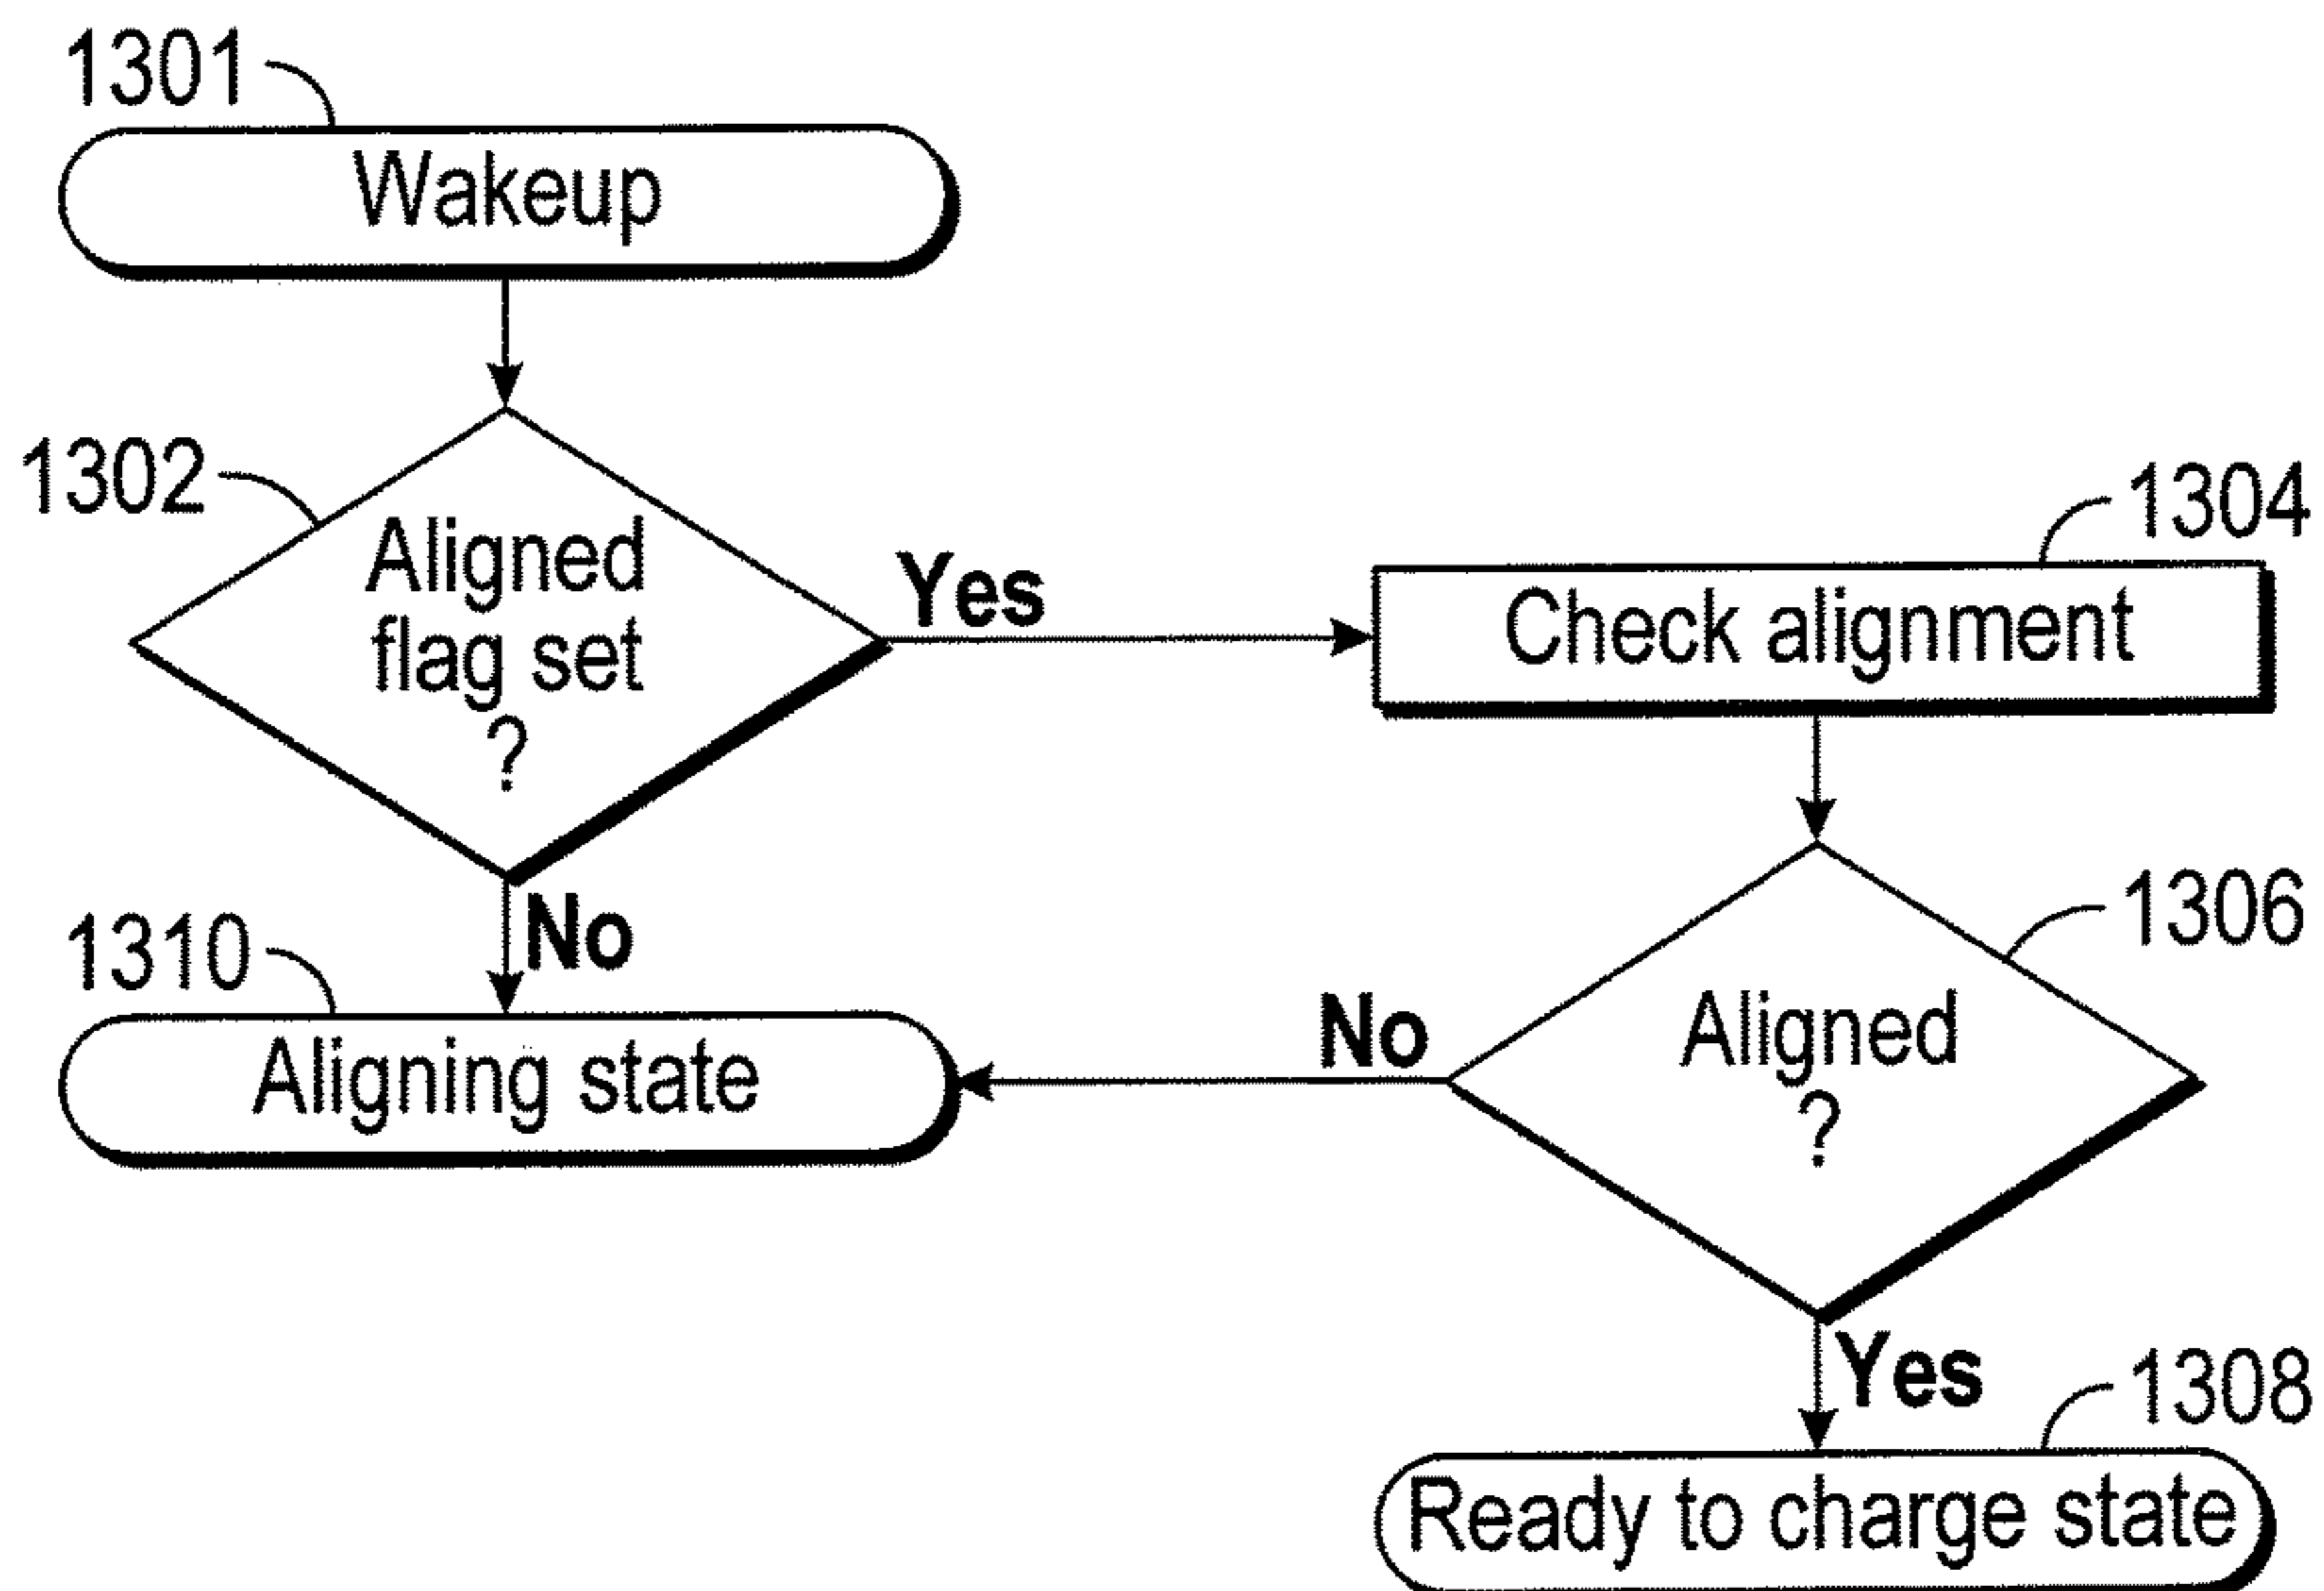 1301
Wakeup
1302
Aligned
flag set
?
Yes
1304
Check alignment
No
1310
Aligning state
1306
Aligned
?
No
Yes
1308
Ready to charge state